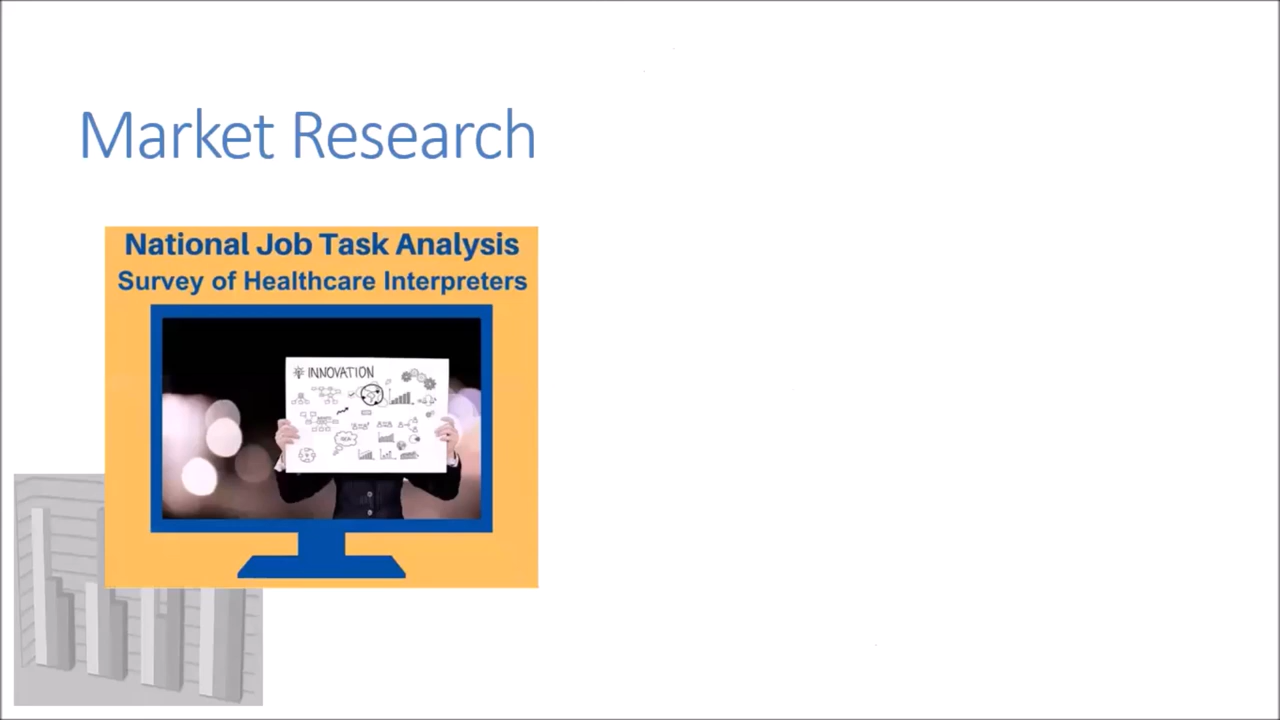 Market Research
National Job Task Analysis
Survey of Healthcare Interpreters
INNOVATION